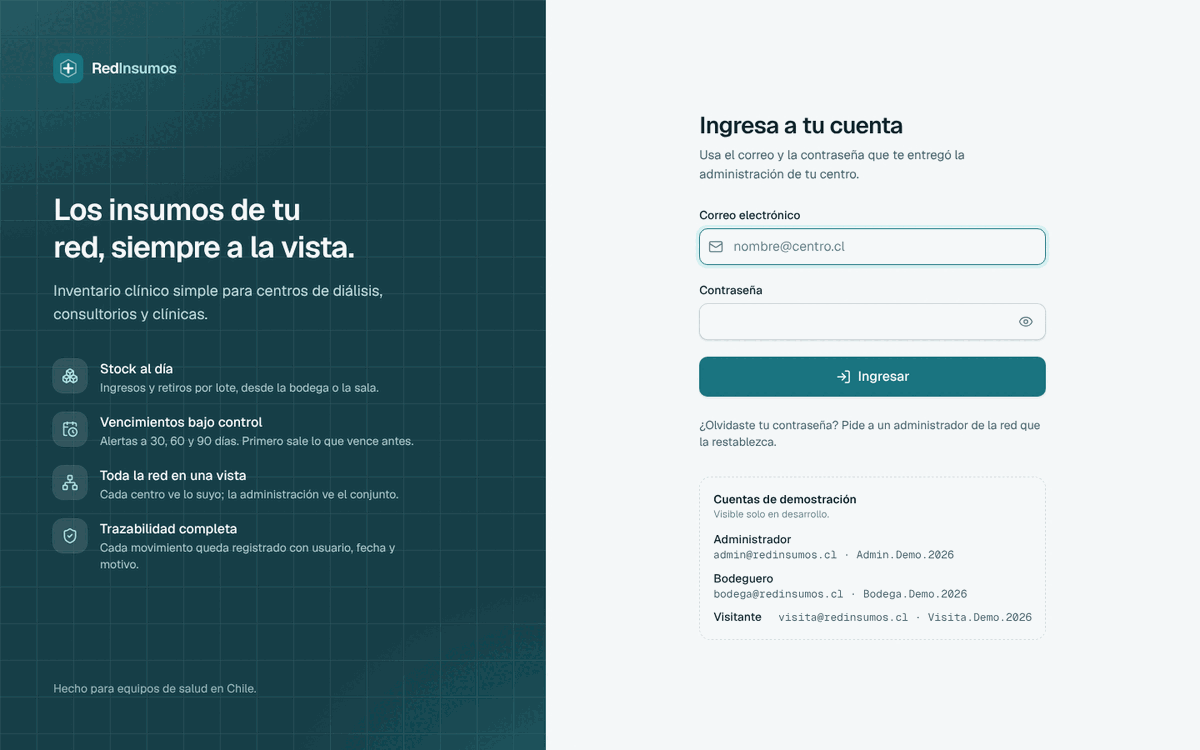 RedInsumos
Los insumos de tu
red, siempre a la vista.
Inventario clínico simple para centros de diálisis,
consultorios y clínicas.
Stock al día
Ingresos y retiros por lote, desde la bodega o la sala.
Vencimientos bajo control
Alertas a 30, 60 y 90 días. Primero sale lo que vence antes.
Toda la red en una vista
Cada centro ve lo suyo; la administración ve el conjunto.
Trazabilidad completa
Cada movimiento queda registrado con usuario, fecha y
motivo.
Hecho para equipos de salud en Chile.
Ingresa a tu cuenta
Usa el correo y la contraseña que te entregó la
administración de tu centro.
Correo electrónico
nombre@centro.cl
Contraseña
Ingresar
¿Olvidaste tu contraseña? Pide a un administrador de la red que
la restablezca.
Cuentas de demostración
Visible solo en desarrollo.
Administrador
admin@redinsumos.cl · Admin.Demo.2026
Bodeguero
bodega@redinsumos.cl · Bodega.Demo.2026
Visitante visita@redinsumos.cl · Visita.Demo.2026